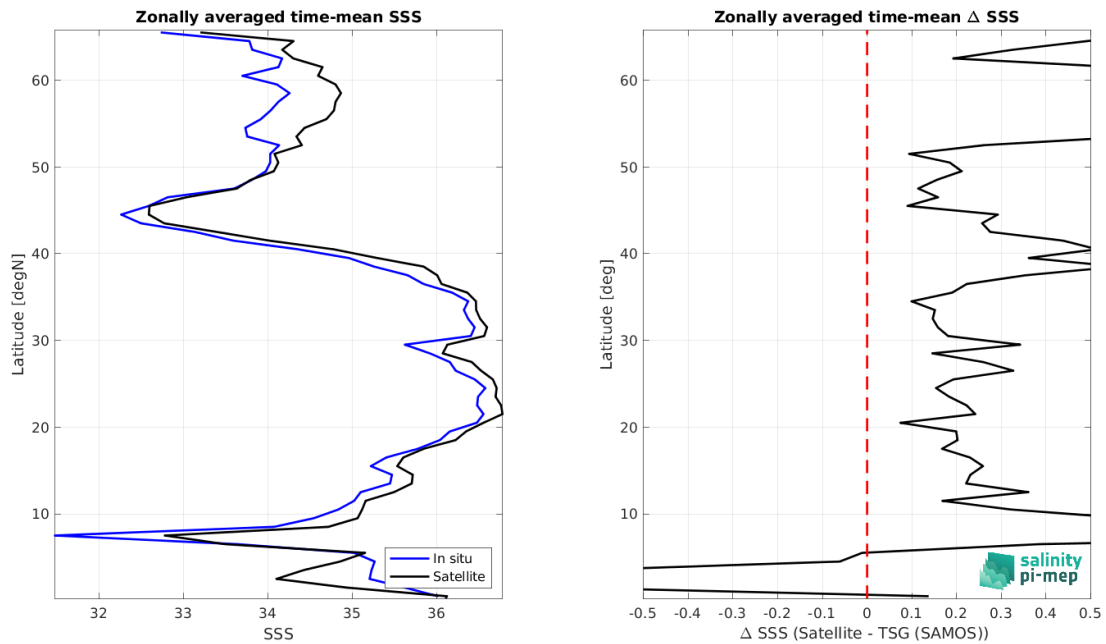 Zonally averaged time-mean SSS
60
50
40
30
20
10
Latitude [degN]
32
33
34
35
36
SSS
In situ
Satellite
Zonally averaged time-mean Δ SSS
60
50
40
30
20
10
Latitude [deg]
-0.5
-0.4
-0.3
-0.2
-0.1
0
0.1
0.2
0.3
0.4
0.5
Δ SSS (Satellite - TSG (SAMOS))
salinity
pi-mep